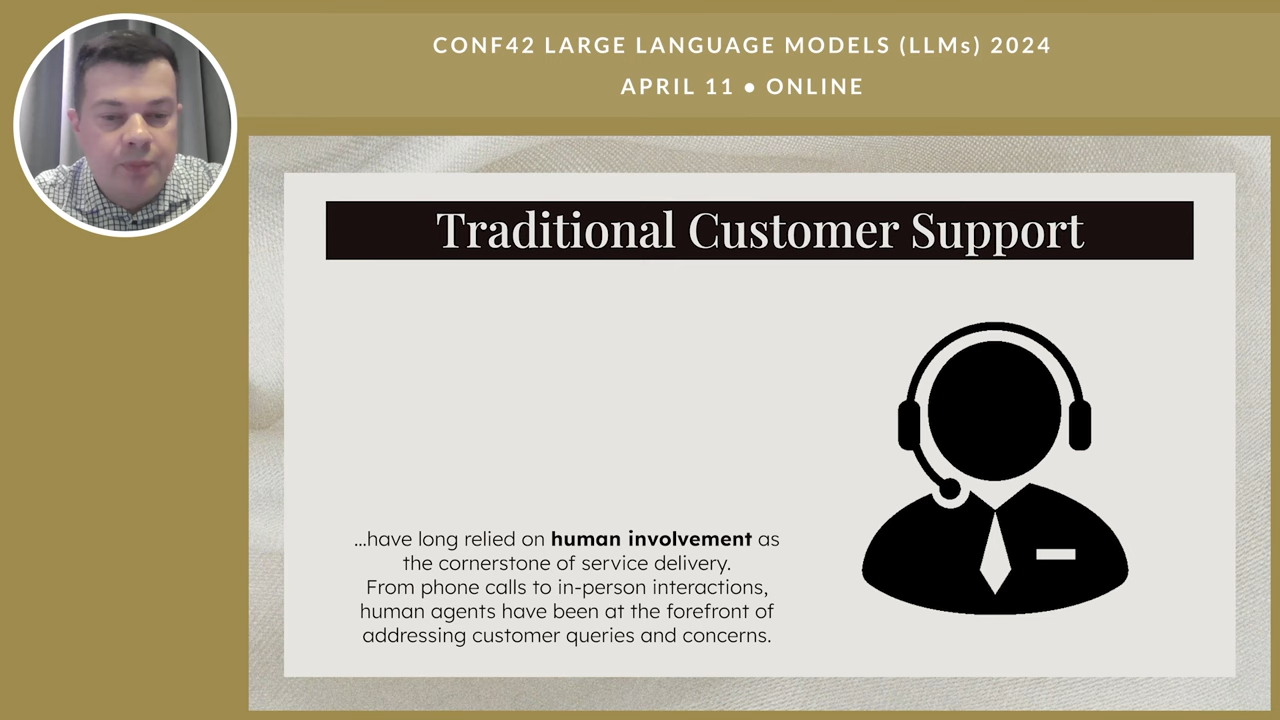 CONF42 LARGE LANGUAGE MODELS (LLMs) 2024
APRIL 11 • ONLINE
Traditional Customer Support
...have long relied on human involvement as
the cornerstone of service delivery.
From phone calls to in-person interactions,
human agents have been at the forefront of
addressing customer queries and concerns.